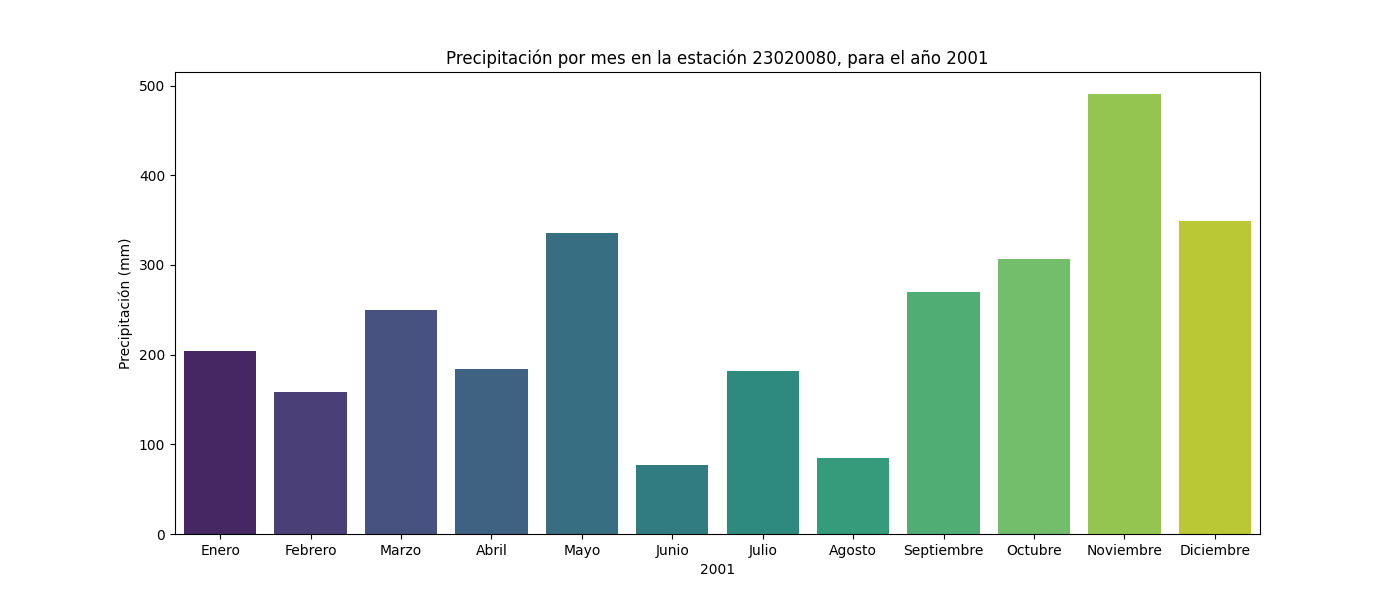 Precipitación por mes en la estación 23020080, para el año 2001
Precipitación (mm)
500
400
300
200
100
0
Enero Febrero Marzo Abril Mayo Junio Julio Agosto Septiembre Octubre Noviembre Diciembre
2001